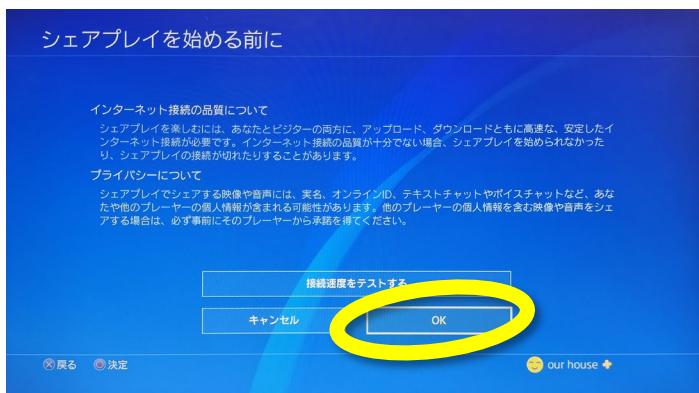 シェアプレイを始める前に
インターネット接続の品質について
シェアプレイを楽しむには、あなたとビジターの両方に、アップロード、ダウンロードともに高速な、安定したイ
ンターネット接続が必要です。インターネット接続の品質が十分でない場合、シェアプレイを始められなかった
り、シェアプレイの接続が切れたりすることがあります。
プライバシーについて
シェアプレイでシェアする映像や音声には、実名、オンラインID、テキストチャットやボイスチャットなど、あな
たや他のプレーヤーの個人情報が含まれる可能性があります。他のプレーヤーの個人情報を含む映像や音声をシェ
アする場合は、必ず事前にそのプレーヤーから承諾を得てください。
接続速度をテストする
キャンセル OK
戻る 決定 our house